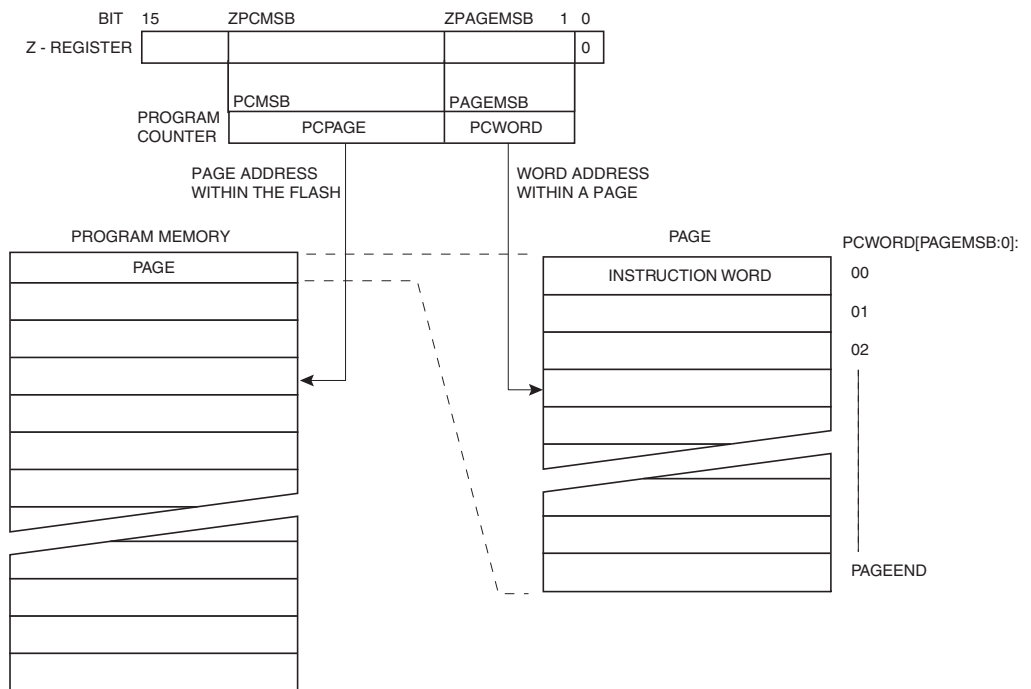 BIT 15 ZPCMSB ZPAGEMSB 1 0
Z - REGISTER 0
PCMSB PAGEMSB
PROGRAM
COUNTER
PCPAGE PCWORD
PAGE ADDRESS
WITHIN THE FLASH
WORD ADDRESS
WITHIN A PAGE
PROGRAM MEMORY
PAGE
PAGE
INSTRUCTION WORD
PCWORD[PAGEMSB:0]:
00
01
02
PAGEEND